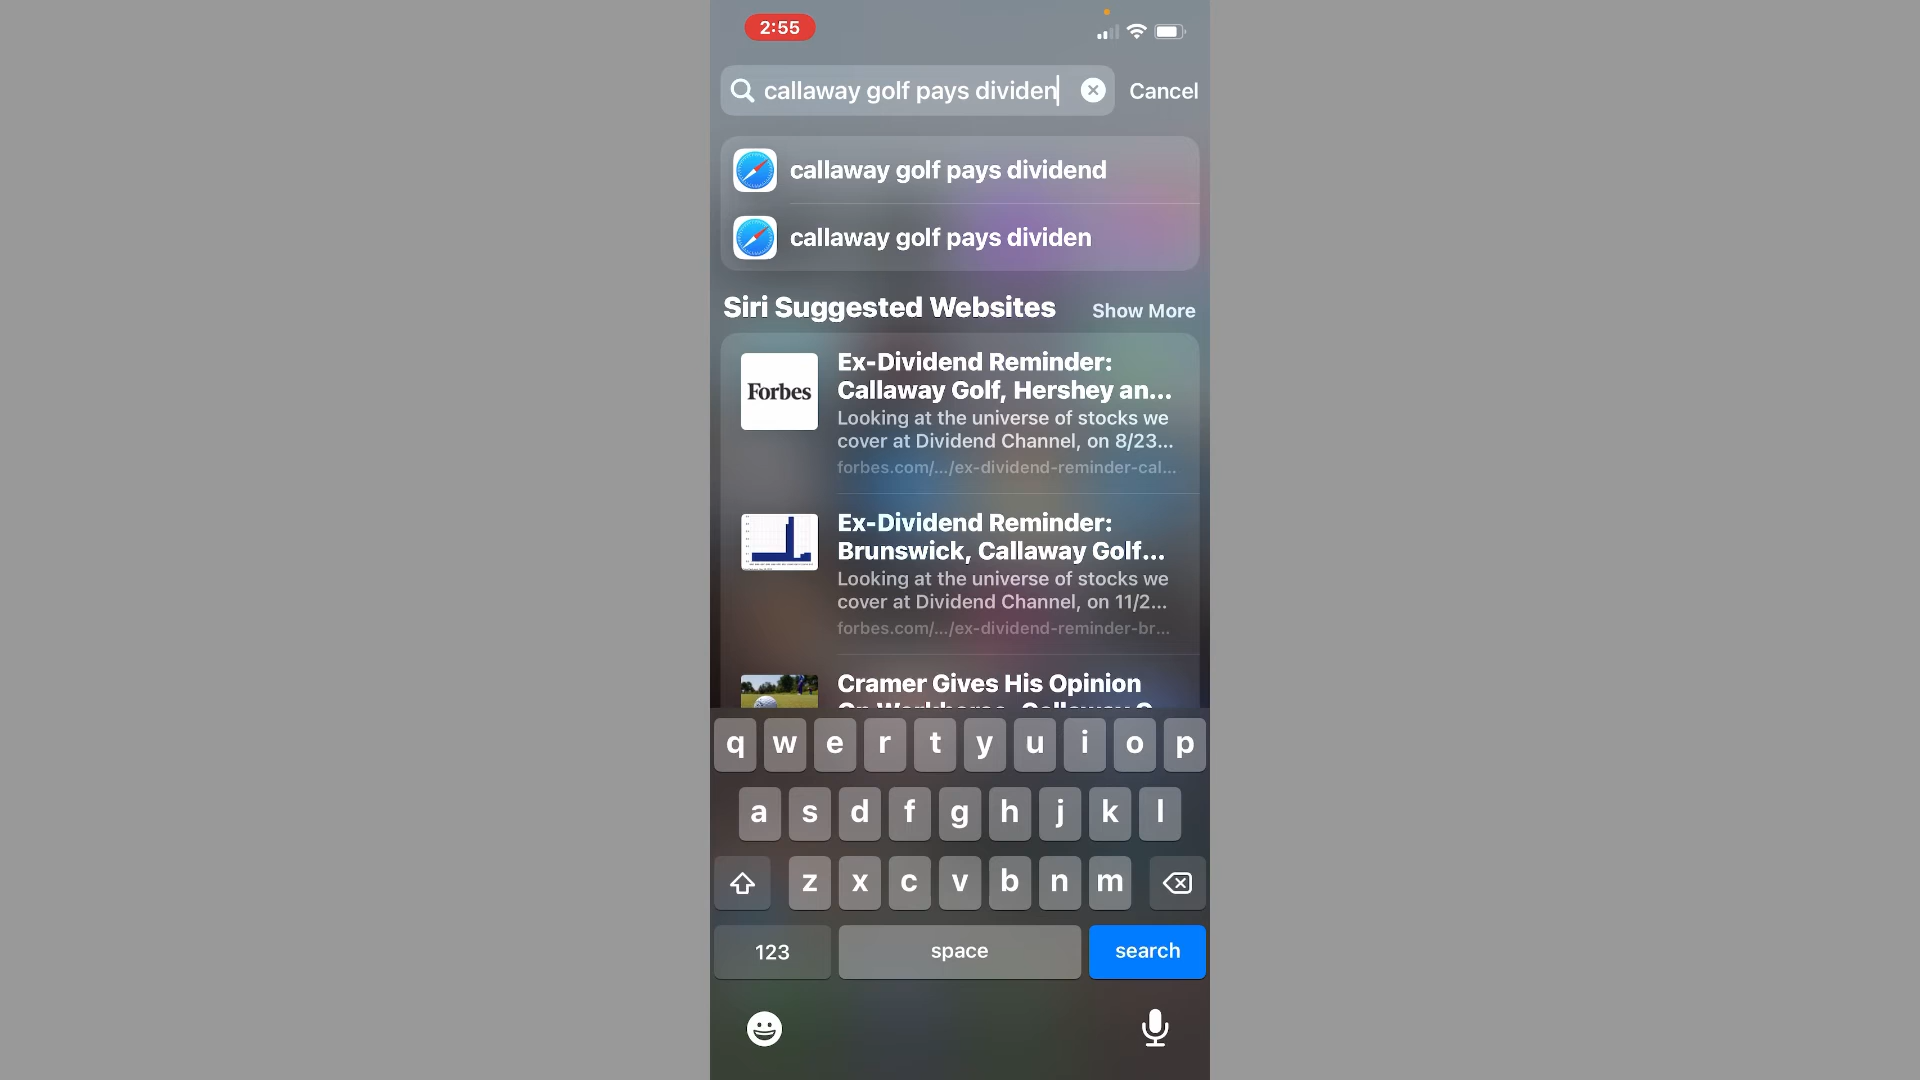 2:55
callaway golf pays dividen
Cancel
callaway golf pays dividend
callaway golf pays dividen
Siri Suggested Websites
Show More
Forbes
Ex-Dividend Reminder:
Callaway Golf, Hershey an...
Looking at the universe of stocks we
cover at Dividend Channel, on 8/23...
forbes.com/.../ex-dividend-reminder-cal...
Ex-Dividend Reminder:
Brunswick, Callaway Golf...
Looking at the universe of stocks we
cover at Dividend Channel, on 11/2...
forbes.com/.../ex-dividend-reminder-br...
Cramer Gives His Opinion
q w e r t y u i o p
a s d f g h j k l
z x c v b n m
123
space
search